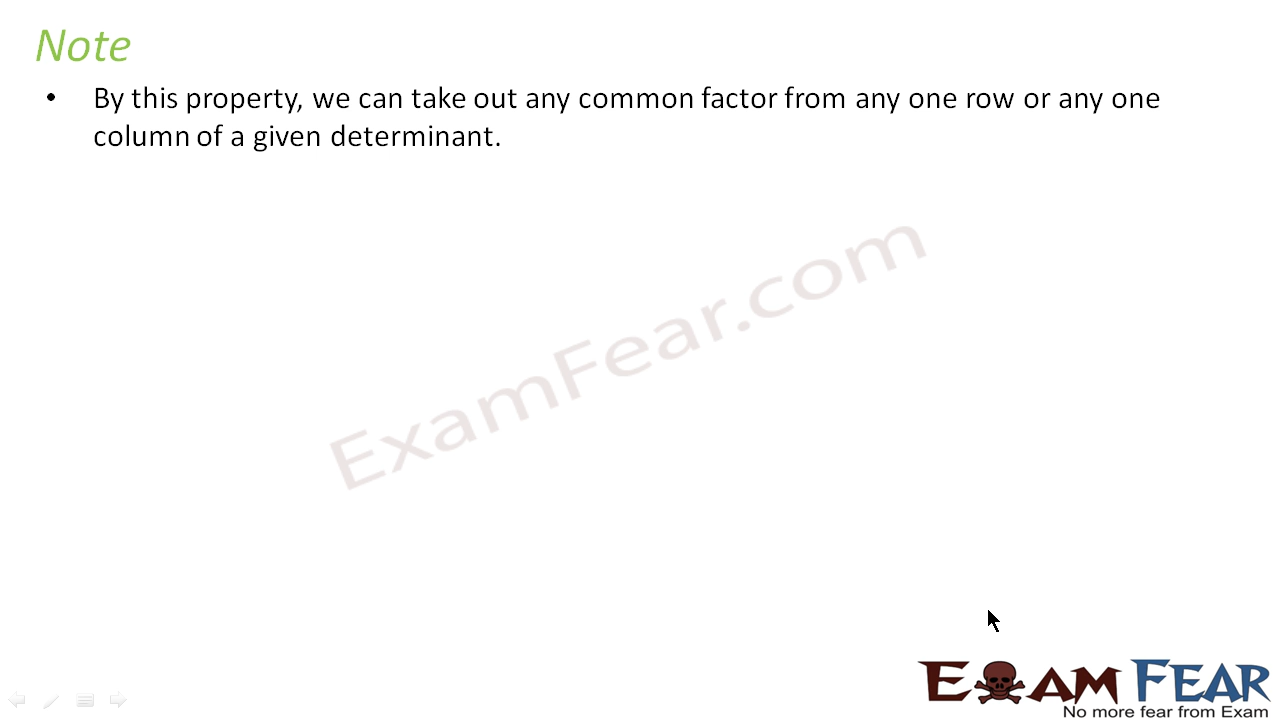 Note
• By this property, we can take out any common factor from any one row or any one
column of a given determinant.
ExamFear.com
EXAM FEAR
No more fear from Exam